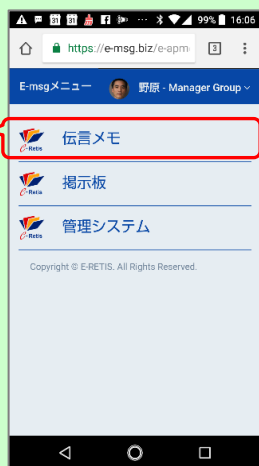 99% 16:06
https://e-msg.biz/e-apm 3
E-msgメニュー 野原 - Manager Group
E-Retis 伝言メモ
E-Retis 掲示板
E-Retis 管理システム
Copyright © E-RETIS. All Rights Reserved.